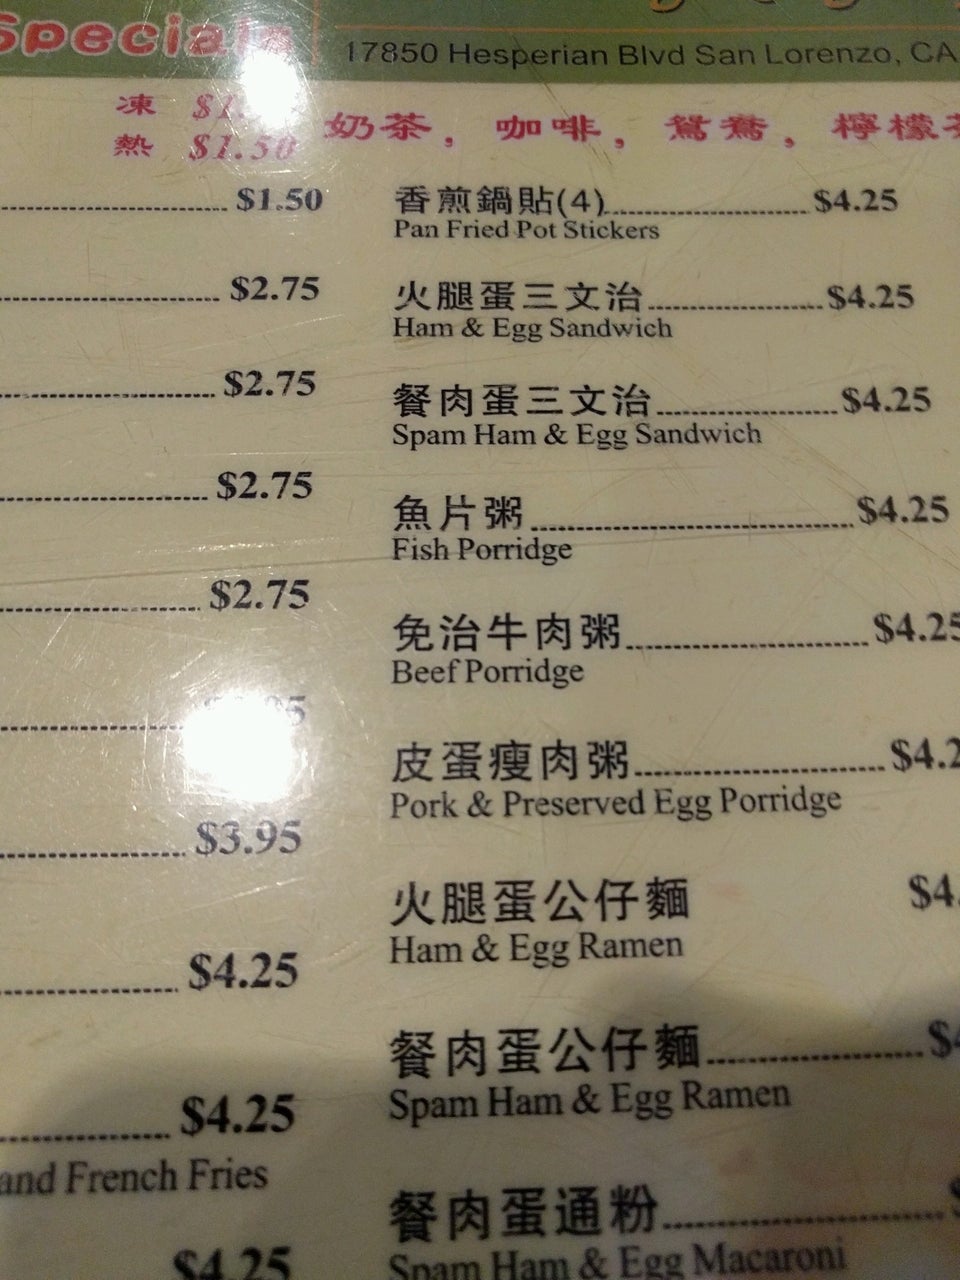 Specials
17850 Hesperian Blvd San Lorenzo, CA
凍
熱 $1.50
奶茶, 咖啡, 鴛鴦, 檸檬
$1.50
香煎鍋貼(4) $4.25
Pan Fried Pot Stickers
$2.75
火腿蛋三文治 $4.25
Ham & Egg Sandwich
$2.75
餐肉蛋三文治 $4.25
Spam Ham & Egg Sandwich
$2.75
魚片粥 $4.25
Fish Porridge
$2.75
免治牛肉粥 $4.25
Beef Porridge
皮蛋瘦肉粥 $4.2
Pork & Preserved Egg Porridge
$3.95
火腿蛋公仔麵 $4.
Ham & Egg Ramen
$4.25
餐肉蛋公仔麵 $4
Spam Ham & Egg Ramen
$4.25
and French Fries
餐肉蛋通粉
Spam Ham & Egg Macaroni
$4.25